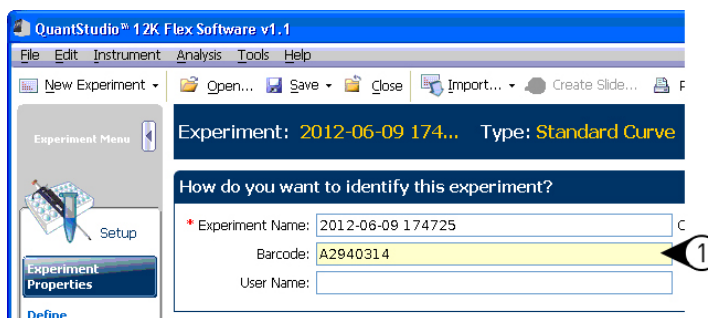 QuantStudio™ 12K Flex Software v1.1
File Edit Instrument Analysis Tools Help
New Experiment Open... Save Close Import... Create Slide...
Experiment Menu
Experiment: 2012-06-09 174... Type: Standard Curve
How do you want to identify this experiment?
* Experiment Name: 2012-06-09 174725
Barcode: A2940314
1
User Name:
Setup
Experiment
Properties
Define